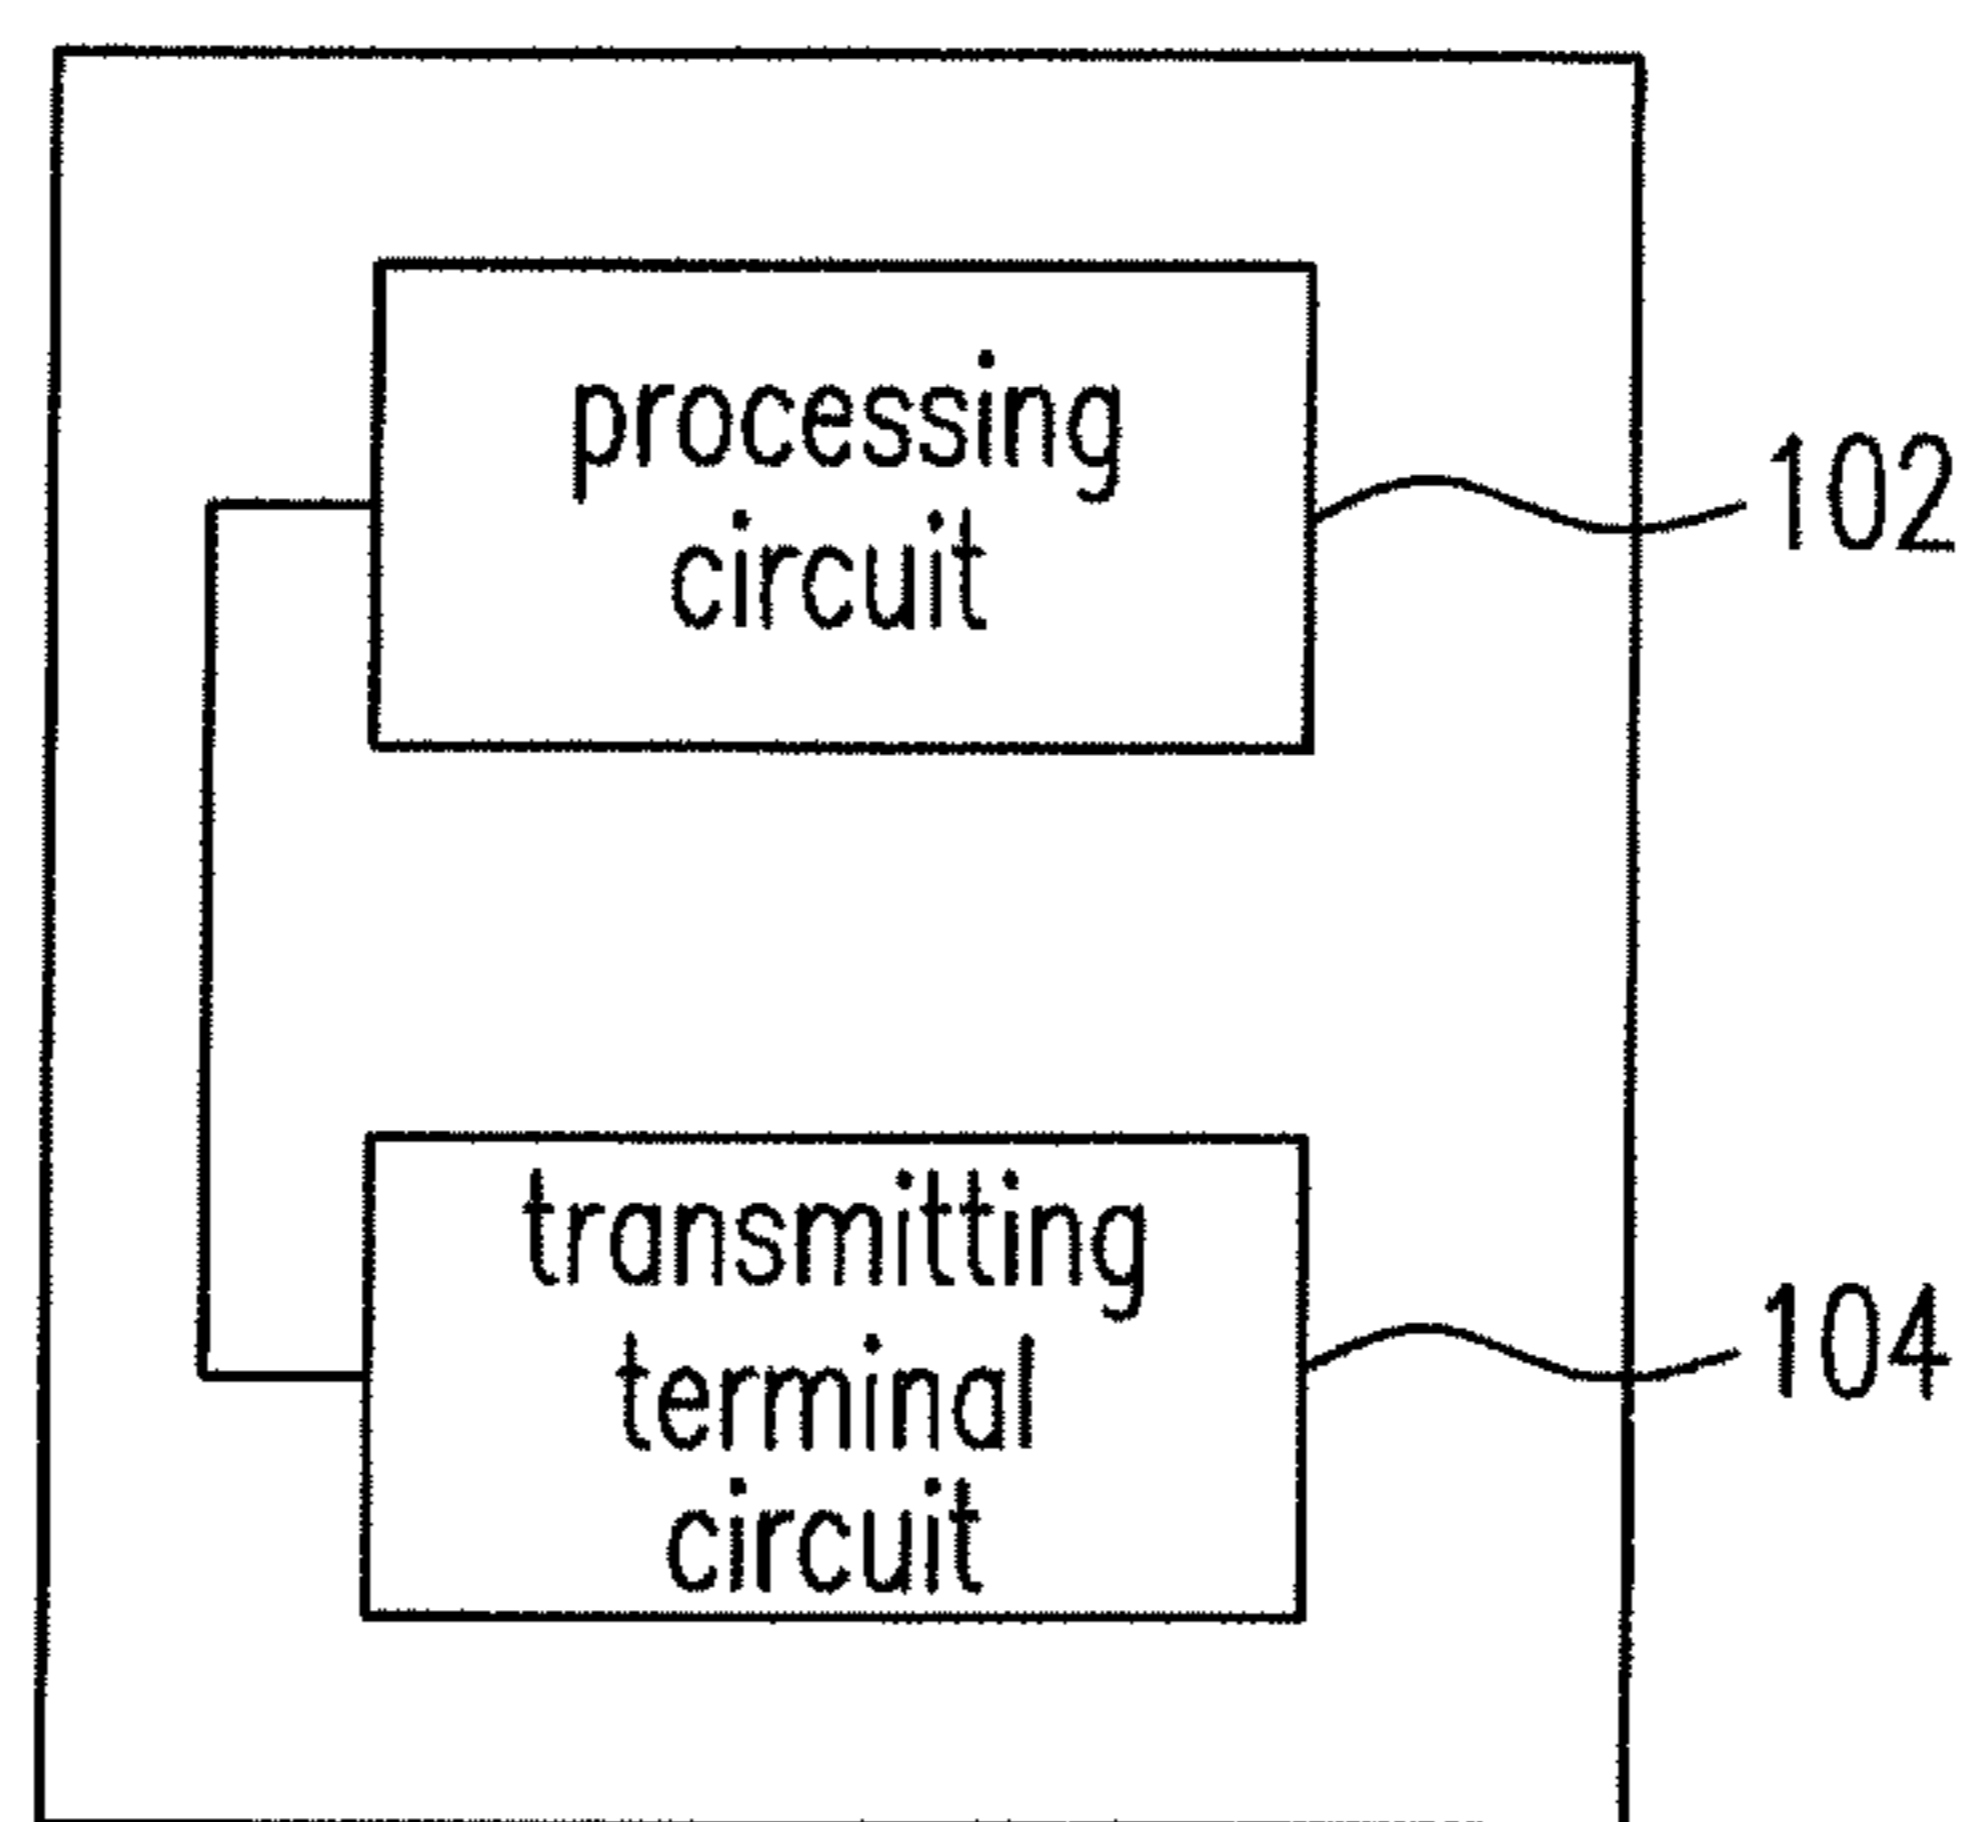 processing
circuit
102
transmitting
terminal
circuit
104